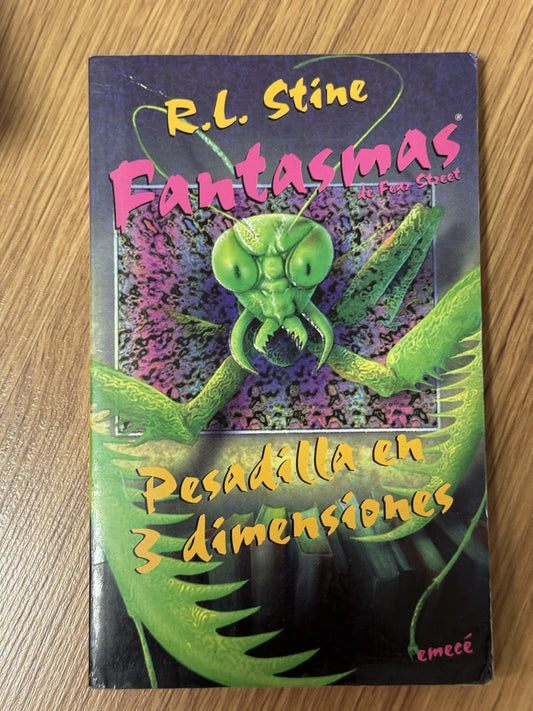 R.L. Stine
Fantasmas®
de Fear Street
Pesadilla en
3 dimensiones
emecé